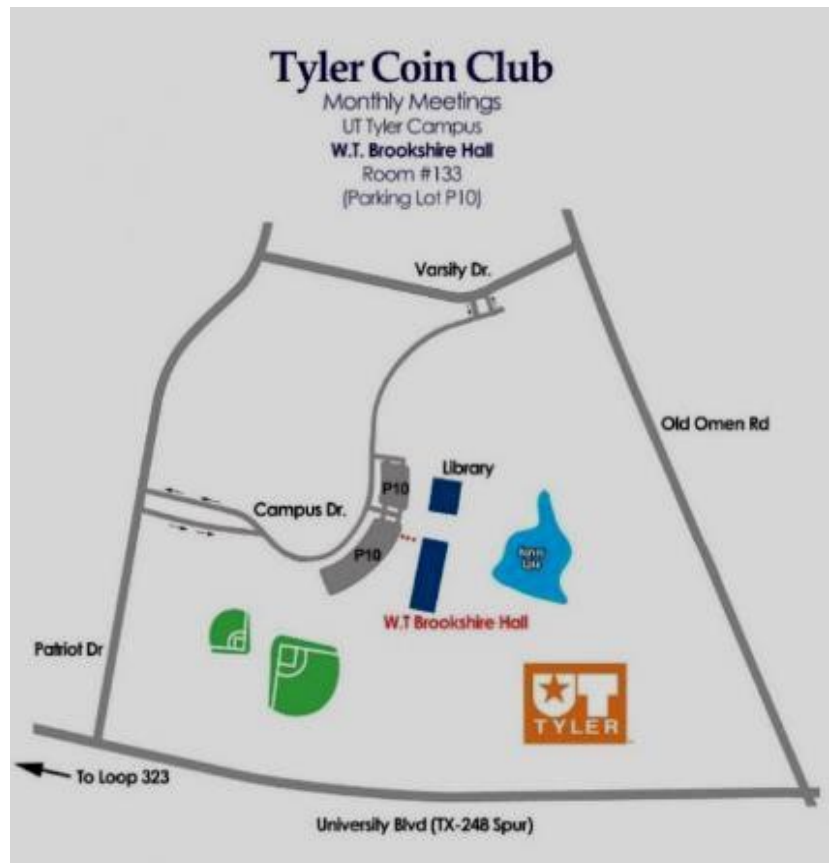 Tyler Coin Club
Monthly Meetings
UT Tyler Campus
W.T. Brookshire Hall
Room #133
(Parking Lot P10)
Varsity Dr.
Old Omen Rd
Library
P10
Campus Dr.
P10
Lake
W.T Brookshire Hall
Patriot Dr
UT
TYLER
To Loop 323
University Blvd (TX-248 Spur)